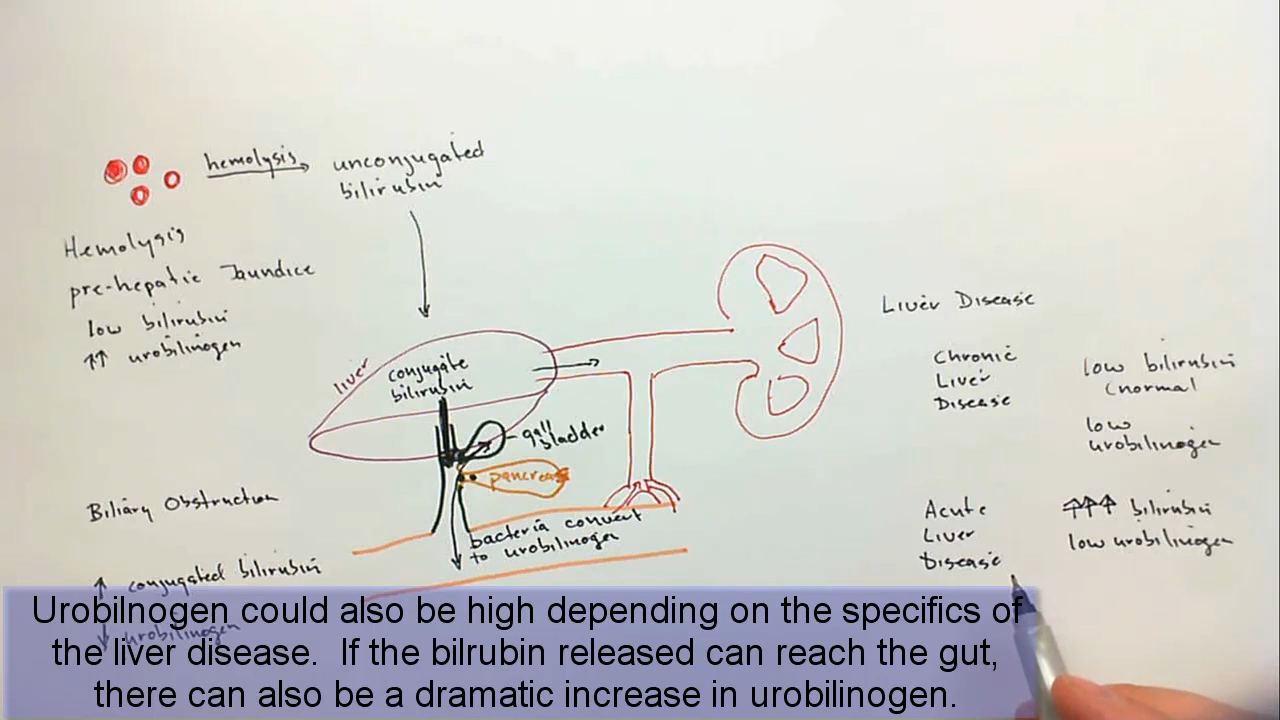 hemolysis
unconjugated
bilirubin
Hemolysis
pre-hepatic Jaundice
low bilirubin
↑↑ urobilinogen
liver
conjugate
bilirubin
gall
bladder
pancreas
bacteria convert
to urobilinogen
Biliary Obstruction
↑ conjugated bilirubin
↓ urobilinogen
Liver Disease
Chronic
Liver
Disease
low bilirubin
(normal
low
urobilinogen
Acute
Liver
Disease
↑↑↑ bilirubin
low urobilinogen
Urobilnogen could also be high depending on the specifics of
the liver disease. If the bilrubin released can reach the gut,
there can also be a dramatic increase in urobilinogen.